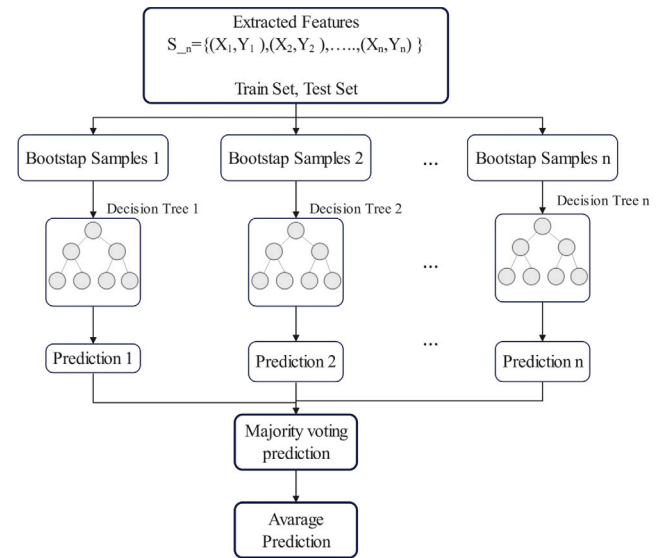 Extracted Features
S_n={(X₁,Y₁ ),(X₂,Y₂ ),.....,(Xₙ,Yₙ) }
Train Set, Test Set
Bootstap Samples 1
Bootstap Samples 2
...
Bootstap Samples n
Decision Tree 1
Decision Tree 2
Decision Tree n
...
...
Prediction 1
Prediction 2
Prediction n
Majority voting
prediction
Avarage
Prediction